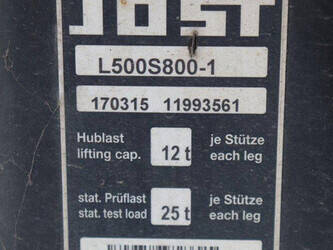 JOST
L500S800-1
170315 11993561
Hublast 12 t je Stütze
lifting cap. each leg
stat. Prüflast 25 t je Stütze
stat. test load each leg